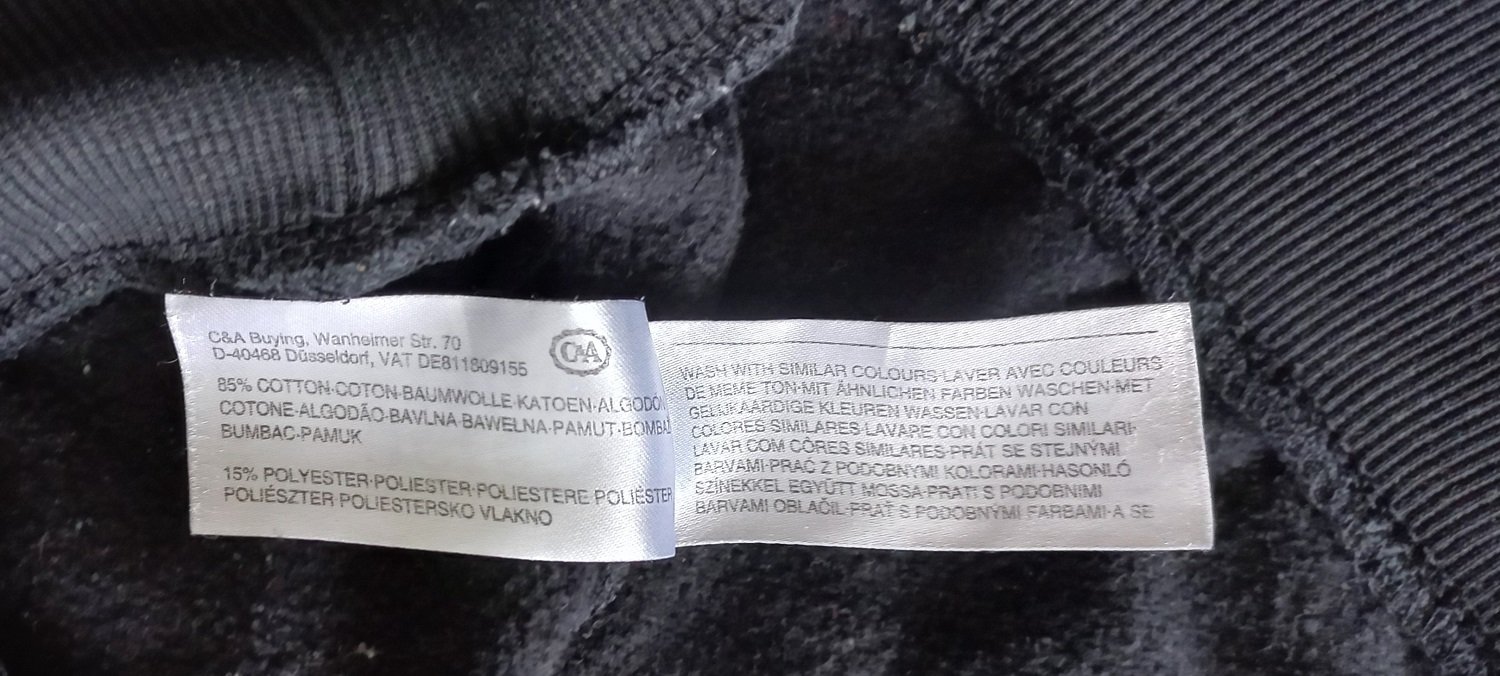 C&A Buying, Wanheimer Str. 70
D-40468 Düsseldorf, VAT DE811809155
C&A
85% COTTON·COTON·BAUMWOLLE·KATOEN·ALGODON
COTONE·ALGODÃO·BAVLNA·BAWEŁNA·PAMUT·BOMBAŽ
BUMBAC·PAMUK
15% POLYESTER·POLIESTER·POLIESTERE·POLIÉSTER
POLIÉSZTER·POLIESTERSKO VLAKNO
WASH WITH SIMILAR COLOURS·LAVER AVEC COULEURS
DE MEME TON·MIT ÄHNLICHEN FARBEN WASCHEN·MET
GELIJKAARDIGE KLEUREN WASSEN·LAVAR CON
COLORES SIMILARES·LAVARE CON COLORI SIMILARI·
LAVAR COM CÔRES SIMILARES·PRÁT SE STEJNÝMI
BARVAMI·PRAĆ Z PODOBNYMI KOLORAMI·HASONLÓ
SZÍNEKKEL EGYÜTT MOSSA·PRATI S PODOBNIMI
BARVAMI OBLAČIL·PRAŤ S PODOBNÝMI FARBAMI·A SE